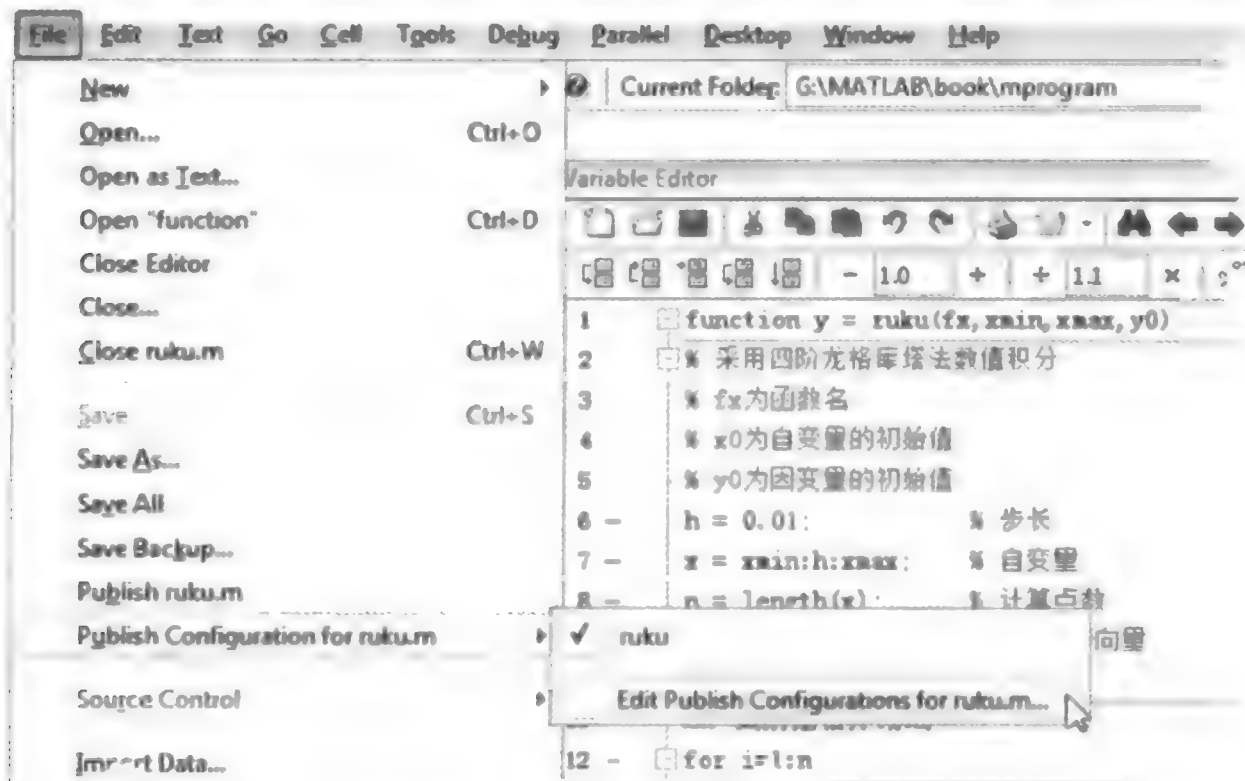 File Edit Text Go Cell Tools Debug Parallel Desktop Window Help
New
Open... Ctrl+O
Open as Text...
Open "function" Ctrl+D
Close Editor
Close...
Close ruku.m Ctrl+W
Save Ctrl+S
Save As...
Save All
Save Backup...
Publish ruku.m
Publish Configuration for ruku.m
Source Control
Import Data...
Current Folder: G:\MATLAB\book\mprogram
Variable Editor
1.0 1.1
1 function y = ruku(fx,xmin,xmax,y0)
2 % 采用四阶龙格库塔法数值积分
3 % fx为函数名
4 % x0为自变量的初始值
5 % y0为因变量的初始值
6 - h = 0.01; % 步长
7 - x = xmin:h:xmax; % 自变量
8 - n = length(x); % 计算点数
向量
ruku
Edit Publish Configurations for ruku.m...
12 - for i=1:n